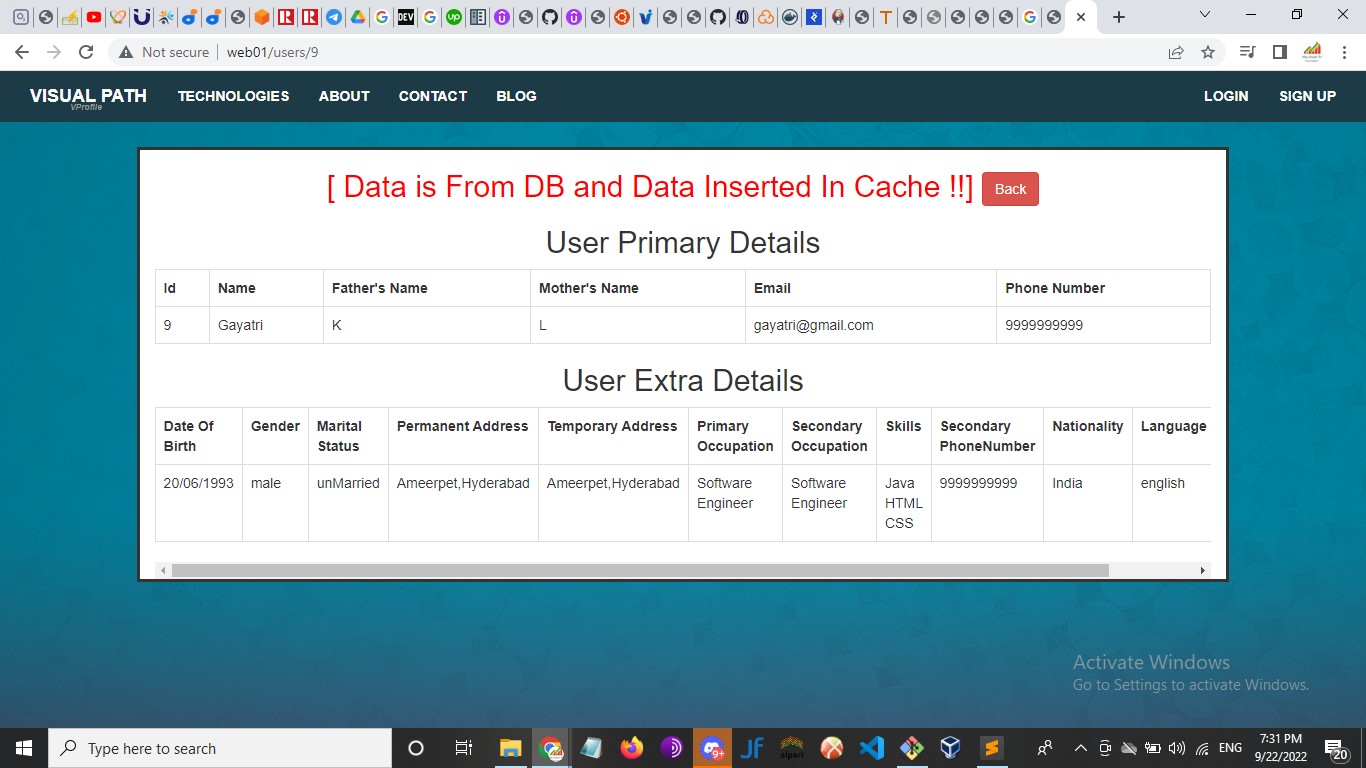 Not secure web01/users/9
VISUAL PATH TECHNOLOGIES ABOUT CONTACT BLOG LOGIN SIGN UP
VProfile
[ Data is From DB and Data Inserted In Cache !!] Back
User Primary Details
Id Name Father's Name Mother's Name Email Phone Number
9 Gayatri K L gayatri@gmail.com 9999999999
User Extra Details
Date Of Birth Gender Marital Status Permanent Address Temporary Address Primary Occupation Secondary Occupation Skills Secondary PhoneNumber Nationality Language
20/06/1993 male unMarried Ameerpet,Hyderabad Ameerpet,Hyderabad Software Engineer Software Engineer Java HTML CSS 9999999999 India english
Activate Windows
Go to Settings to activate Windows.
Type here to search
ENG
7:31 PM
9/22/2022
20